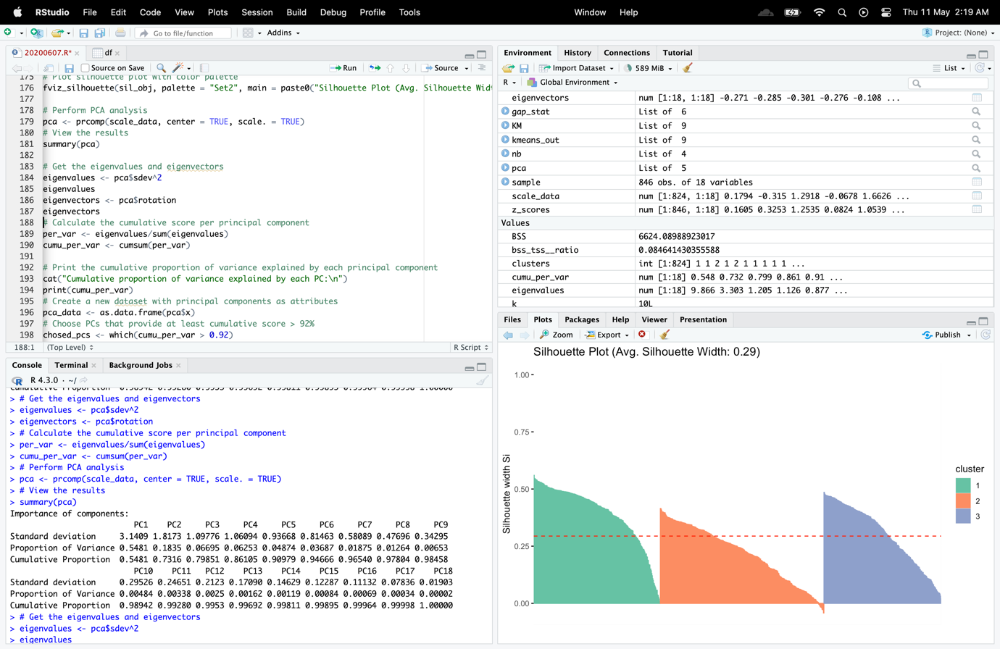 RStudio File Edit Code View Plots Session Build Debug Profile Tools Window Help Thu 11 May 2:19 AM
Go to file/function Addins Project: (None)
20200607.R* df
Source on Save Run Source
175 # Plot silhouette plot with color palette
176 fviz_silhouette(sil_obj, palette = "Set2", main = paste0("Silhouette Plot (Avg. Silhouette Widt
177
178 # Perform PCA analysis
179 pca <- prcomp(scale_data, center = TRUE, scale. = TRUE)
180 # View the results
181 summary(pca)
182
183 # Get the eigenvalues and eigenvectors
184 eigenvalues <- pca$sdev^2
185 eigenvalues
186 eigenvectors <- pca$rotation
187 eigenvectors
188 # Calculate the cumulative score per principal component
189 per_var <- eigenvalues/sum(eigenvalues)
190 cumu_per_var <- cumsum(per_var)
191
192 # Print the cumulative proportion of variance explained by each principal component
193 cat("Cumulative proportion of variance explained by each PC:\n")
194 print(cumu_per_var)
195 # Create a new dataset with principal components as attributes
196 pca_data <- as.data.frame(pca$x)
197 # Choose PCs that provide at least cumulative score > 92%
198 chosed_pcs <- which(cumu_per_var > 0.92)
188:1 (Top Level) R Script
Console Terminal Background Jobs
R 4.3.0 · ~/
Cumulative Proportion 0.98942 0.99280 0.9953 0.99692 0.99811 0.99895 0.99964 0.99998 1.00000
> # Get the eigenvalues and eigenvectors
> eigenvalues <- pca$sdev^2
> eigenvectors <- pca$rotation
> # Calculate the cumulative score per principal component
> per_var <- eigenvalues/sum(eigenvalues)
> cumu_per_var <- cumsum(per_var)
> # Perform PCA analysis
> pca <- prcomp(scale_data, center = TRUE, scale. = TRUE)
> # View the results
> summary(pca)
Importance of components:
PC1 PC2 PC3 PC4 PC5 PC6 PC7 PC8 PC9
Standard deviation 3.1409 1.8173 1.09776 1.06094 0.93668 0.81463 0.58089 0.47696 0.34295
Proportion of Variance 0.5481 0.1835 0.06695 0.06253 0.04874 0.03687 0.01875 0.01264 0.00653
Cumulative Proportion 0.5481 0.7316 0.79851 0.86105 0.90979 0.94666 0.96540 0.97804 0.98458
PC10 PC11 PC12 PC13 PC14 PC15 PC16 PC17 PC18
Standard deviation 0.29526 0.24651 0.2123 0.17090 0.14629 0.12287 0.11132 0.07836 0.01903
Proportion of Variance 0.00484 0.00338 0.0025 0.00162 0.00119 0.00084 0.00069 0.00034 0.00002
Cumulative Proportion 0.98942 0.99280 0.9953 0.99692 0.99811 0.99895 0.99964 0.99998 1.00000
> # Get the eigenvalues and eigenvectors
> eigenvalues <- pca$sdev^2
> eigenvalues
Environment History Connections Tutorial
Import Dataset 589 MiB List
R Global Environment
eigenvectors num [1:18, 1:18] -0.271 -0.285 -0.301 -0.276 -0.108 ...
gap_stat List of 6
KM List of 9
kmeans_out List of 9
nb List of 4
pca List of 5
sample 846 obs. of 18 variables
scale_data num [1:824, 1:18] 0.1794 -0.315 1.2918 -0.0678 1.6626 ...
z_scores num [1:846, 1:18] 0.1605 0.3253 1.2535 0.0824 1.0539 ...
Values
BSS 6624.08988923017
bss_tss__ratio 0.084641430355588
clusters int [1:824] 1 1 2 1 2 1 1 1 1 1 ...
cumu_per_var num [1:18] 0.548 0.732 0.799 0.861 0.91 ...
eigenvalues num [1:18] 9.866 3.303 1.205 1.126 0.877 ...
k 10L
Files Plots Packages Help Viewer Presentation
Zoom Export Publish
Silhouette Plot (Avg. Silhouette Width: 0.29)
1.00
0.75
0.50
0.25
0.00
Silhouette width Si
cluster
1
2
3